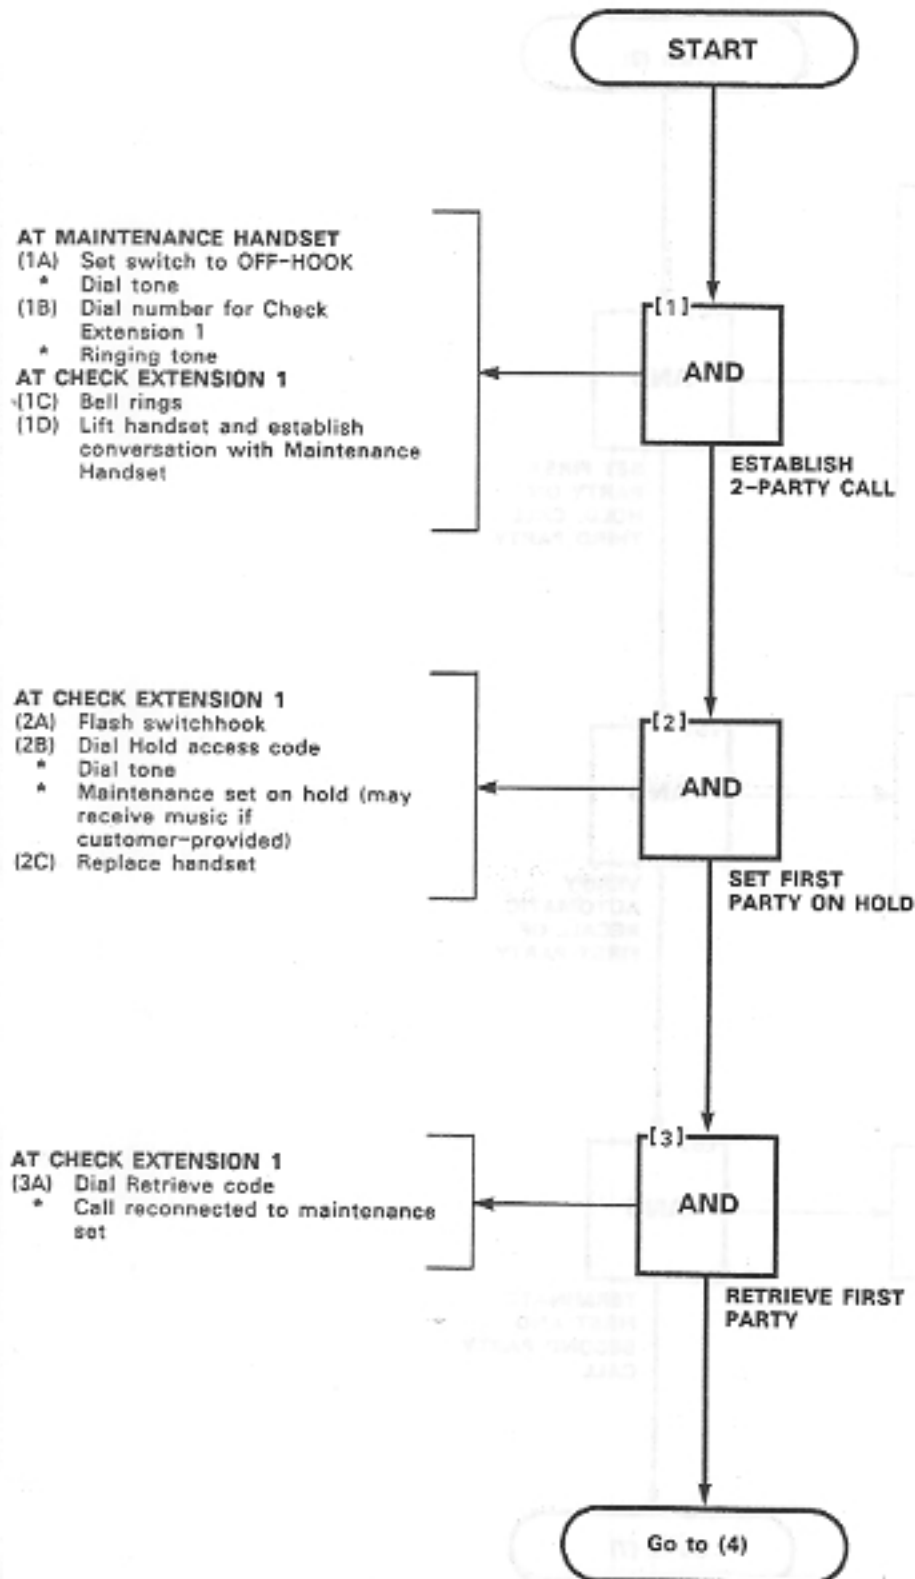 START
AT MAINTENANCE HANDSET
(1A) Set switch to OFF-HOOK
* Dial tone
(1B) Dial number for Check
Extension 1
* Ringing tone
AT CHECK EXTENSION 1
(1C) Bell rings
(1D) Lift handset and establish
conversation with Maintenance
Handset
[1]
AND
ESTABLISH
2-PARTY CALL
AT CHECK EXTENSION 1
(2A) Flash switchhook
(2B) Dial Hold access code
* Dial tone
* Maintenance set on hold (may
receive music if
customer-provided)
(2C) Replace handset
[2]
AND
SET FIRST
PARTY ON HOLD
AT CHECK EXTENSION 1
(3A) Dial Retrieve code
* Call reconnected to maintenance
set
[3]
AND
RETRIEVE FIRST
PARTY
Go to (4)